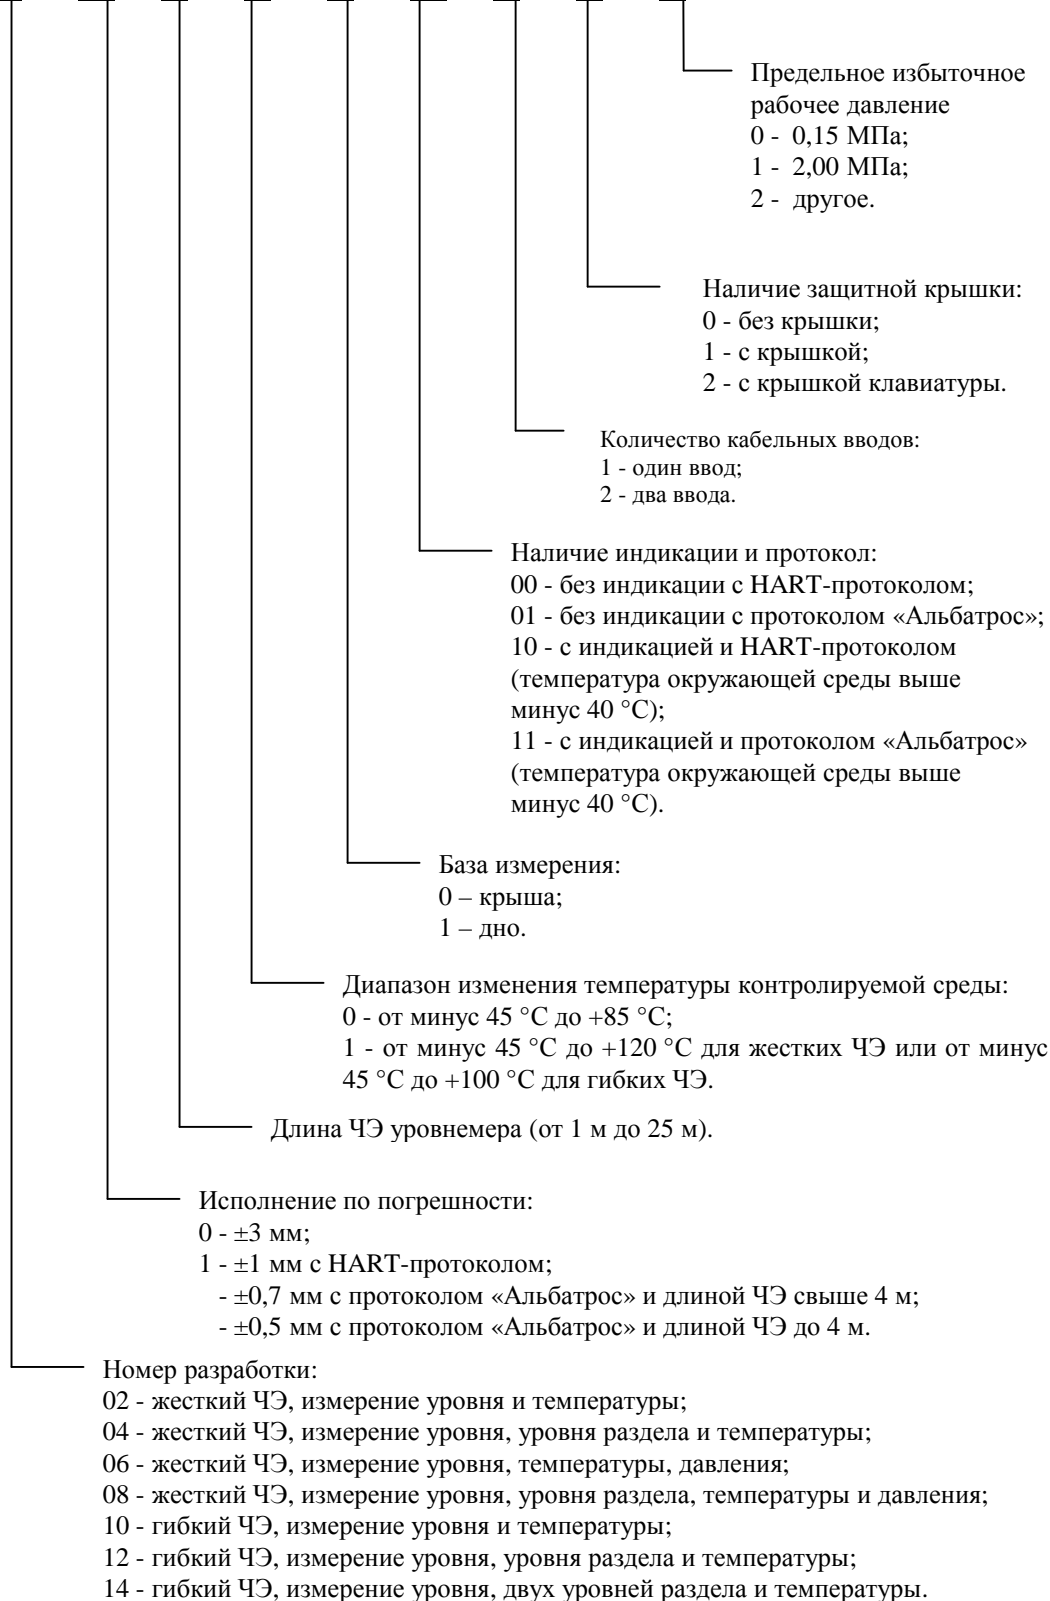 Предельное избыточное
рабочее давление
0 - 0,15 МПа;
1 - 2,00 МПа;
2 - другое.
Наличие защитной крышки:
0 - без крышки;
1 - с крышкой;
2 - с крышкой клавиатуры.
Количество кабельных вводов:
1 - один ввод;
2 - два ввода.
Наличие индикации и протокол:
00 - без индикации с HART-протоколом;
01 - без индикации с протоколом «Альбатрос»;
10 - с индикацией и HART-протоколом
(температура окружающей среды выше
минус 40 °С);
11 - с индикацией и протоколом «Альбатрос»
(температура окружающей среды выше
минус 40 °С).
База измерения:
0 – крыша;
1 – дно.
Диапазон изменения температуры контролируемой среды:
0 - от минус 45 °С до +85 °С;
1 - от минус 45 °С до +120 °С для жестких ЧЭ или от минус
45 °С до +100 °С для гибких ЧЭ.
Длина ЧЭ уровнемера (от 1 м до 25 м).
Исполнение по погрешности:
0 - ±3 мм;
1 - ±1 мм с HART-протоколом;
- ±0,7 мм с протоколом «Альбатрос» и длиной ЧЭ свыше 4 м;
- ±0,5 мм с протоколом «Альбатрос» и длиной ЧЭ до 4 м.
Номер разработки:
02 - жесткий ЧЭ, измерение уровня и температуры;
04 - жесткий ЧЭ, измерение уровня, уровня раздела и температуры;
06 - жесткий ЧЭ, измерение уровня, температуры, давления;
08 - жесткий ЧЭ, измерение уровня, уровня раздела, температуры и давления;
10 - гибкий ЧЭ, измерение уровня и температуры;
12 - гибкий ЧЭ, измерение уровня, уровня раздела и температуры;
14 - гибкий ЧЭ, измерение уровня, двух уровней раздела и температуры.